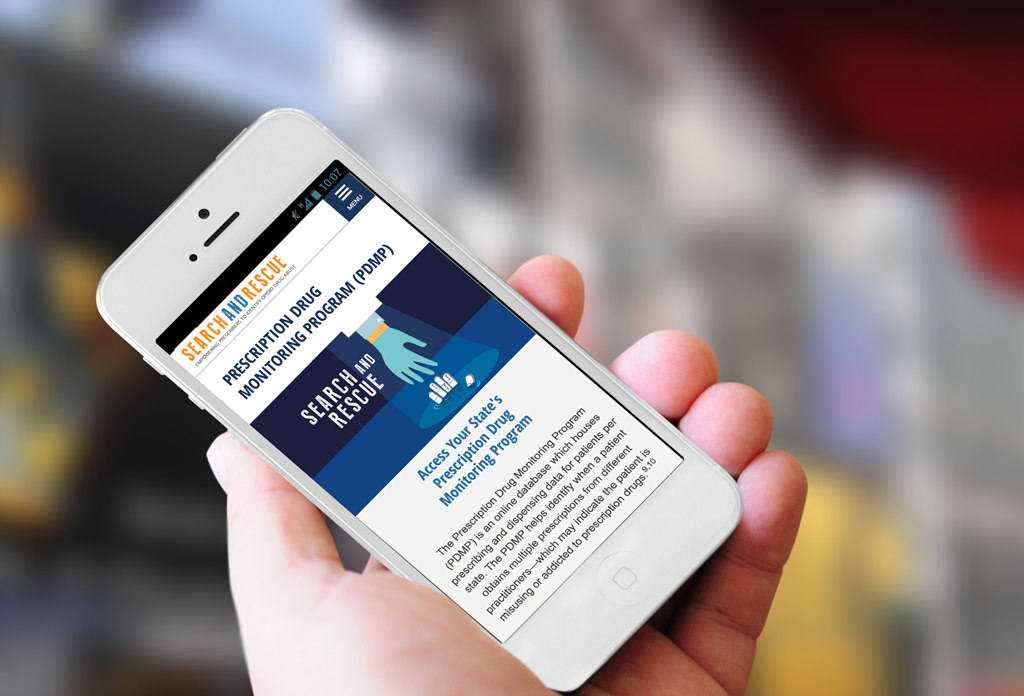 10:07
MENU
SEARCH AND RESCUE
EMPOWERING PRESCRIBERS TO IDENTIFY OPIOID DRUG ABUSE
PRESCRIPTION DRUG
MONITORING PROGRAM (PDMP)
SEARCH AND
RESCUE
Access Your State's
Prescription Drug
Monitoring Program
The Prescription Drug Monitoring Program
(PDMP) is an online database which houses
prescribing and dispensing data for patients per
state. The PDMP helps identify when a patient
obtains multiple prescriptions from different
practitioners—which may indicate the patient is
misusing or addicted to prescription drugs.9,10